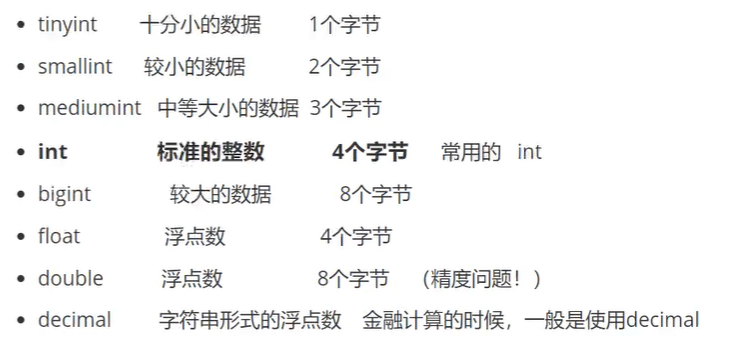 • tinyint 十分小的数据 1个字节
• smallint 较小的数据 2个字节
• mediumint 中等大小的数据 3个字节
• int 标准的整数 4个字节 常用的 int
• bigint 较大的数据 8个字节
• float 浮点数 4个字节
• double 浮点数 8个字节 （精度问题！）
• decimal 字符串形式的浮点数 金融计算的时候，一般是使用decimal